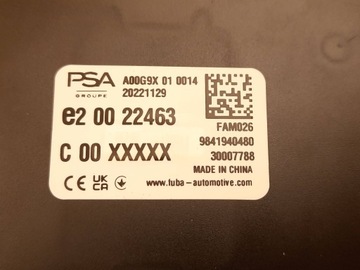 PSA
GROUPE
A00G9X 01 0014
20221129
e2 00 22463
FAM026
9841940480
C 00 XXXXX
30007788
MADE IN CHINA
CE UK CA
www.fuba-automotive.com/